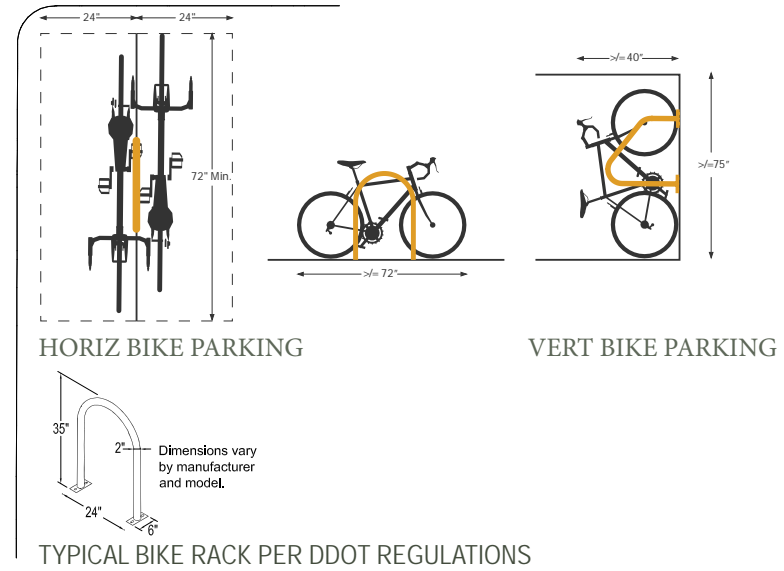 24"
24"
72" Min.
>/= 72"
>/= 40"
>/=75"
HORIZ BIKE PARKING
VERT BIKE PARKING
35"
2"
24"
6"
Dimensions vary
by manufacturer
and model.
TYPICAL BIKE RACK PER DDOT REGULATIONS